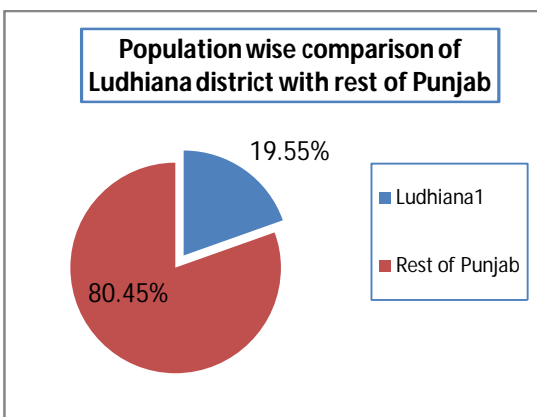 Population wise comparison of
Ludhiana district with rest of Punjab
19.55%
80.45%
Ludhiana1
Rest of Punjab